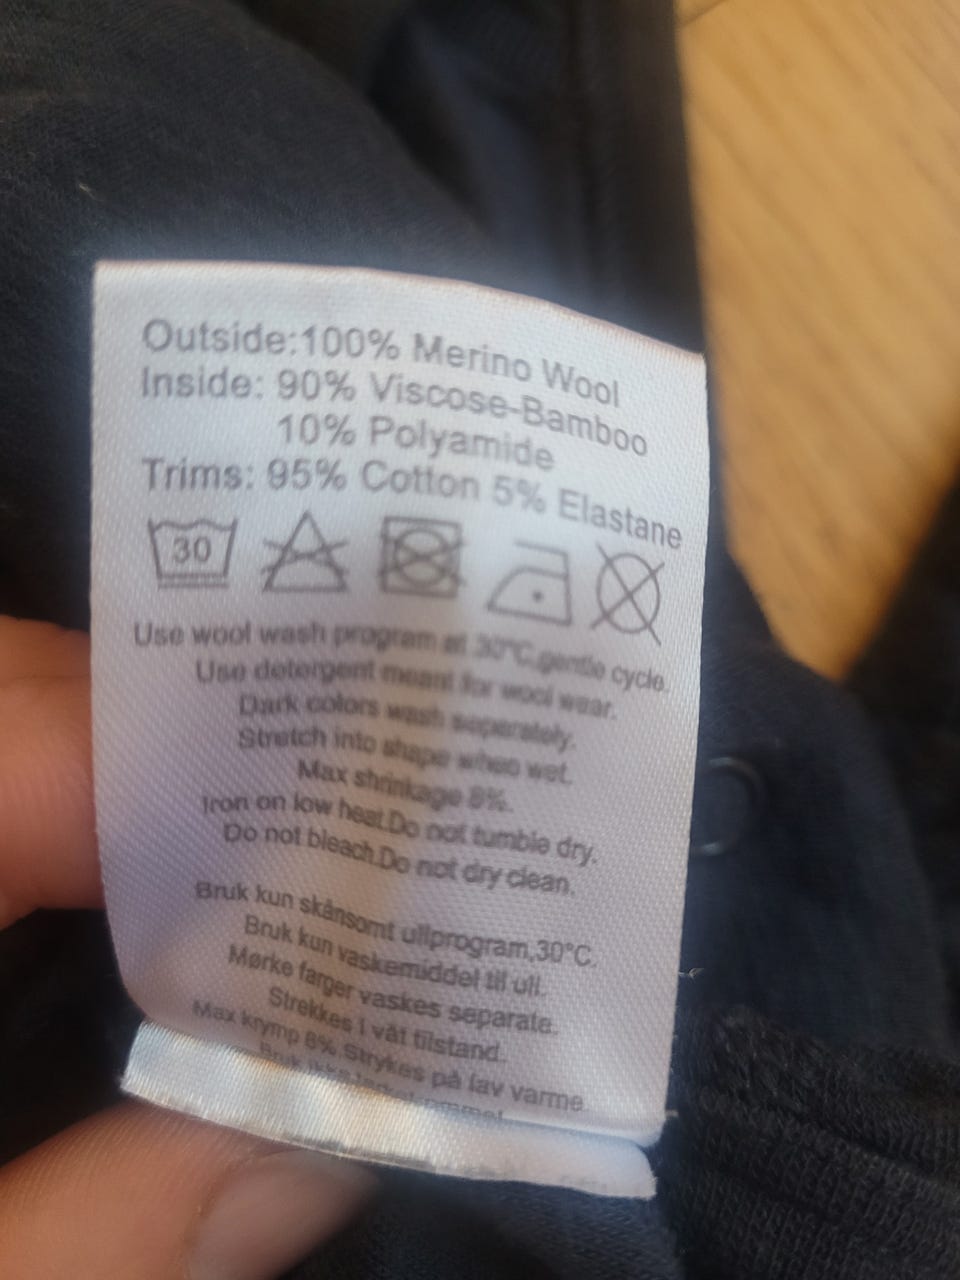 Outside:100% Merino Wool
Inside: 90% Viscose-Bamboo
10% Polyamide
Trims: 95% Cotton 5% Elastane
30
Use wool wash program at 30°C,gentle cycle.
Use detergent meant for wool wear.
Dark colors wash separately.
Stretch into shape when wet.
Max shrinkage 8%.
Iron on low heat.Do not tumble dry.
Do not bleach.Do not dry clean.
Bruk kun skånsomt ullprogram,30°C.
Bruk kun vaskemiddel til ull.
Mørke farger vaskes separate.
Strekkes i våt tilstand.
Max krymp 8%.Strykes på lav varme.
Bruk ikke